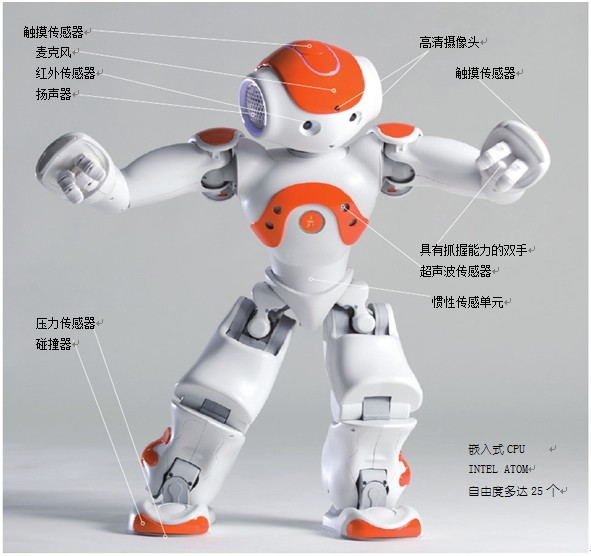 触摸传感器
麦克风
红外传感器
扬声器
高清摄像头
触摸传感器
具有抓握能力的双手
超声波传感器
惯性传感单元
压力传感器
碰撞器
嵌入式 CPU
INTEL ATOM
自由度多达 25 个